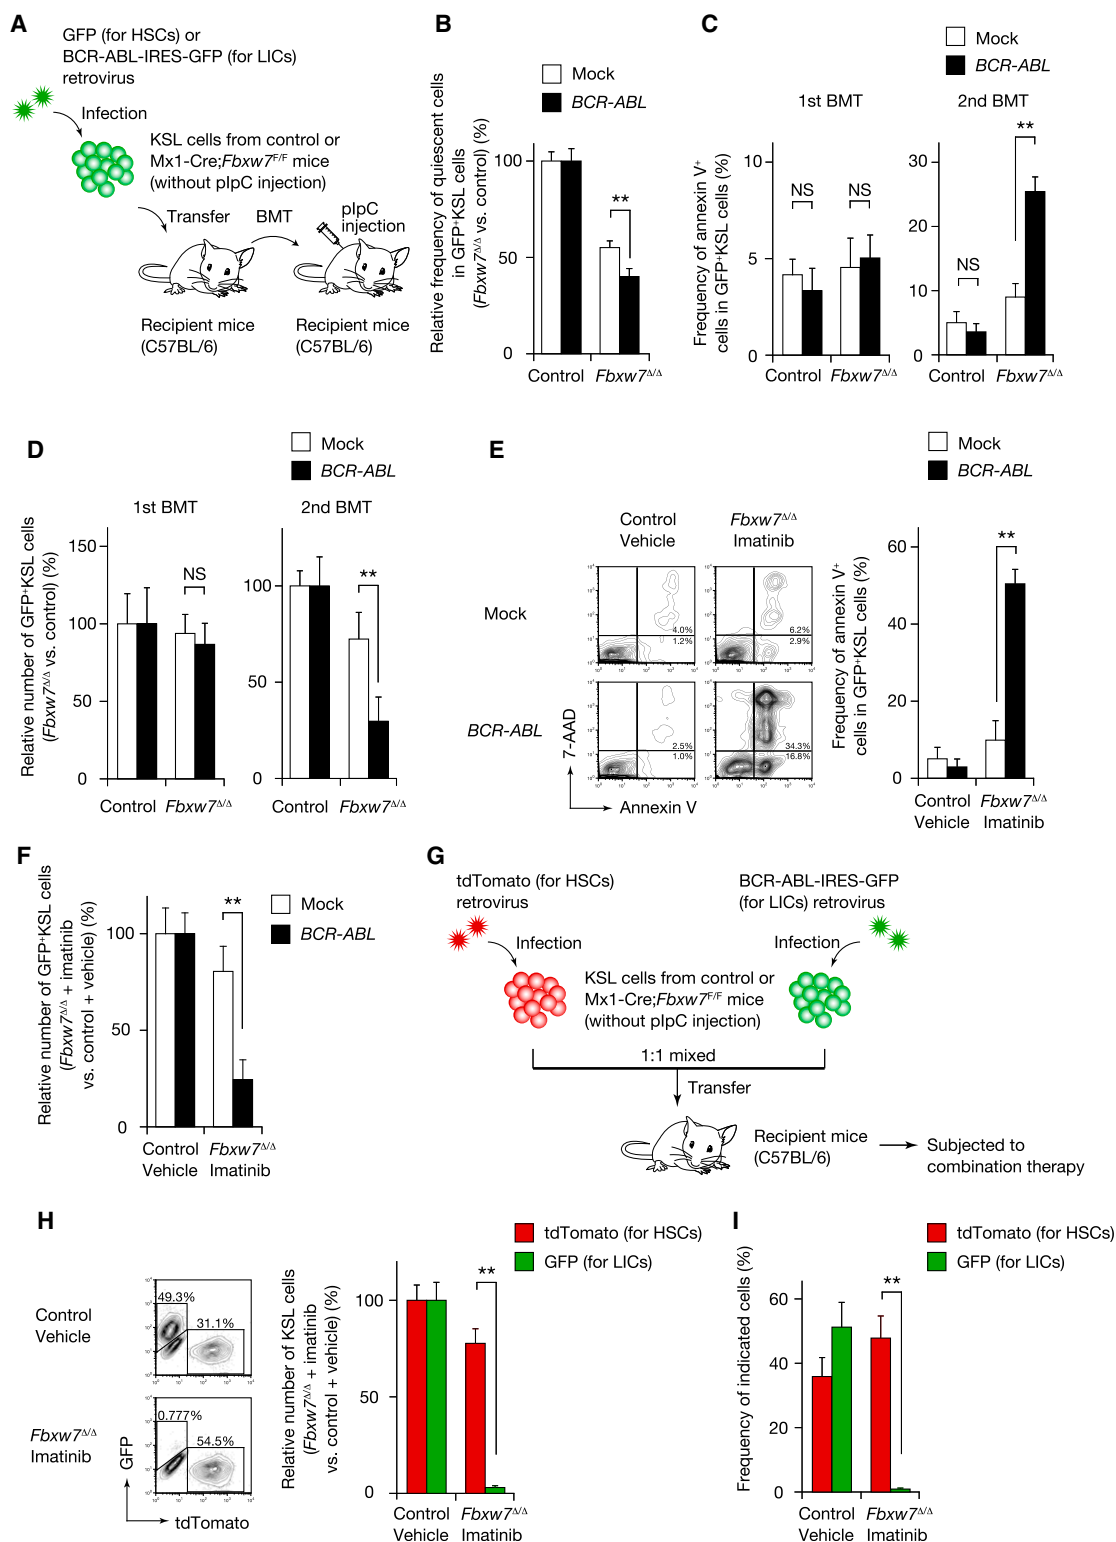 A
GFP (for HSCs) or
BCR-ABL-IRES-GFP (for LICs)
retrovirus
Infection
KSL cells from control or
Mx1-Cre;Fbxw7F/F mice
(without pIpC injection)
Transfer
BMT
pIpC
injection
Recipient mice
(C57BL/6)
Recipient mice
(C57BL/6)
B
Mock
BCR-ABL
Relative frequency of quiescent cells
in GFP+KSL cells
(Fbxw7Δ/Δ vs. control) (%)
100
50
0
**
Control
Fbxw7Δ/Δ
C
Mock
BCR-ABL
1st BMT
2nd BMT
Frequency of annexin V+
cells in GFP+KSL cells (%)
10
5
0
NS
NS
Control
Fbxw7Δ/Δ
30
20
10
0
NS
**
Control
Fbxw7Δ/Δ
D
Mock
BCR-ABL
1st BMT
2nd BMT
Relative number of GFP+KSL cells
(Fbxw7Δ/Δ vs. control) (%)
150
100
50
0
NS
Control
Fbxw7Δ/Δ
100
50
0
**
Control
Fbxw7Δ/Δ
E
Mock
BCR-ABL
Control
Vehicle
Fbxw7Δ/Δ
Imatinib
Mock
4.0%
1.2%
6.2%
2.9%
BCR-ABL
2.5%
1.0%
34.3%
16.8%
7-AAD
Annexin V
Frequency of annexin V+
cells in GFP+KSL cells (%)
60
40
20
0
**
Control
Vehicle
Fbxw7Δ/Δ
Imatinib
F
Mock
BCR-ABL
Relative number of GFP+KSL cells
(Fbxw7Δ/Δ + imatinib
vs. control + vehicle) (%)
100
50
0
**
Control
Vehicle
Fbxw7Δ/Δ
Imatinib
G
tdTomato (for HSCs)
retrovirus
BCR-ABL-IRES-GFP
(for LICs) retrovirus
Infection
Infection
KSL cells from control or
Mx1-Cre;Fbxw7F/F mice
(without pIpC injection)
1:1 mixed
Transfer
Recipient mice
(C57BL/6)
Subjected to
combination therapy
H
tdTomato (for HSCs)
GFP (for LICs)
Control
Vehicle
49.3%
31.1%
Fbxw7Δ/Δ
Imatinib
0.777%
54.5%
GFP
tdTomato
Relative number of KSL cells
(Fbxw7Δ/Δ + imatinib
vs. control + vehicle) (%)
100
50
0
**
Control
Vehicle
Fbxw7Δ/Δ
Imatinib
I
tdTomato (for HSCs)
GFP (for LICs)
Frequency of indicated cells (%)
60
40
20
0
**
Control
Vehicle
Fbxw7Δ/Δ
Imatinib